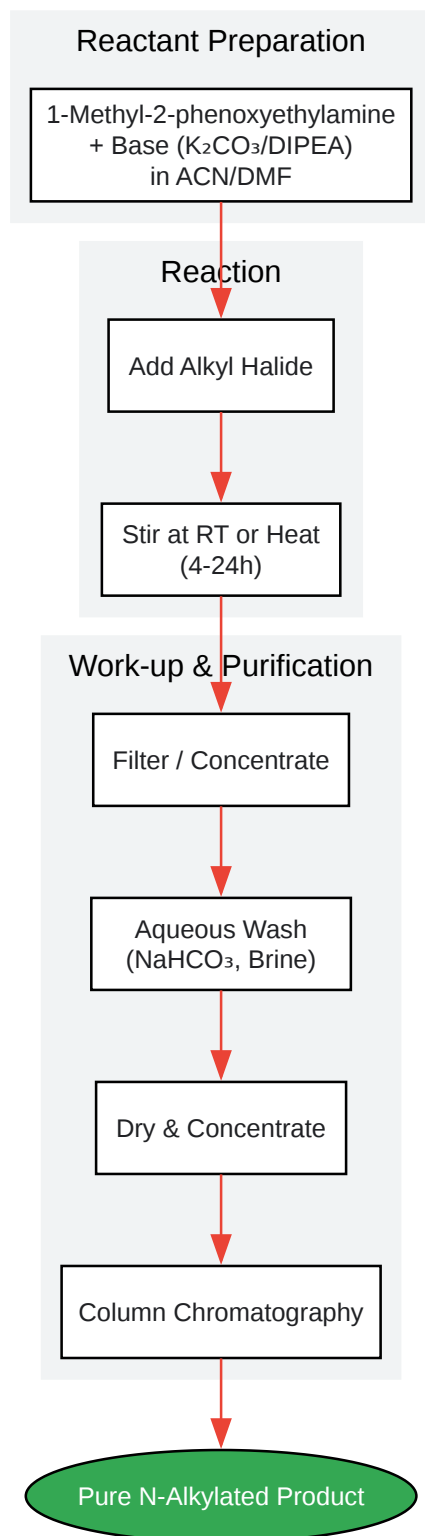 Reactant Preparation
1-Methyl-2-phenoxyethylamine
+ Base (K₂CO₃/DIPEA)
in ACN/DMF
Reaction
Add Alkyl Halide
Stir at RT or Heat
(4-24h)
Work-up & Purification
Filter / Concentrate
Aqueous Wash
(NaHCO₃, Brine)
Dry & Concentrate
Column Chromatography
Pure N-Alkylated Product